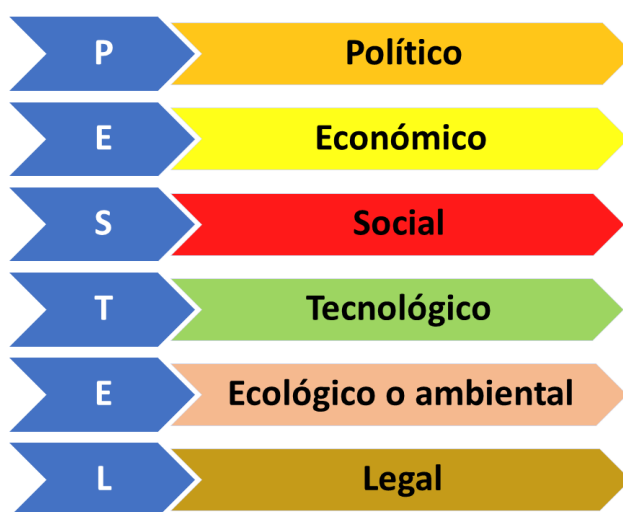 P Político
E Económico
S Social
T Tecnológico
E Ecológico o ambiental
L Legal